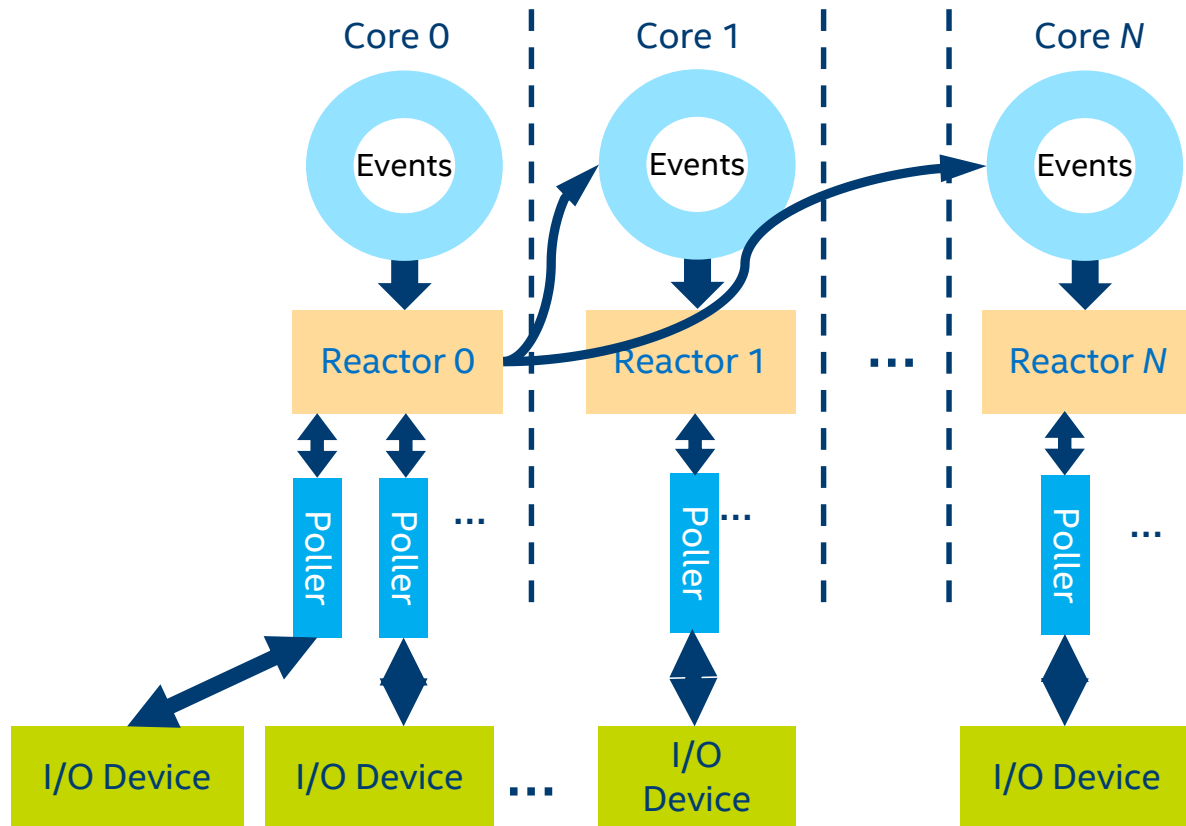 Core 0
Core 1
Core N
Events
Events
Events
Reactor 0
Reactor 1
...
Reactor N
Poller
Poller
...
Poller
...
Poller
...
I/O Device
I/O Device
...
I/O
Device
I/O Device